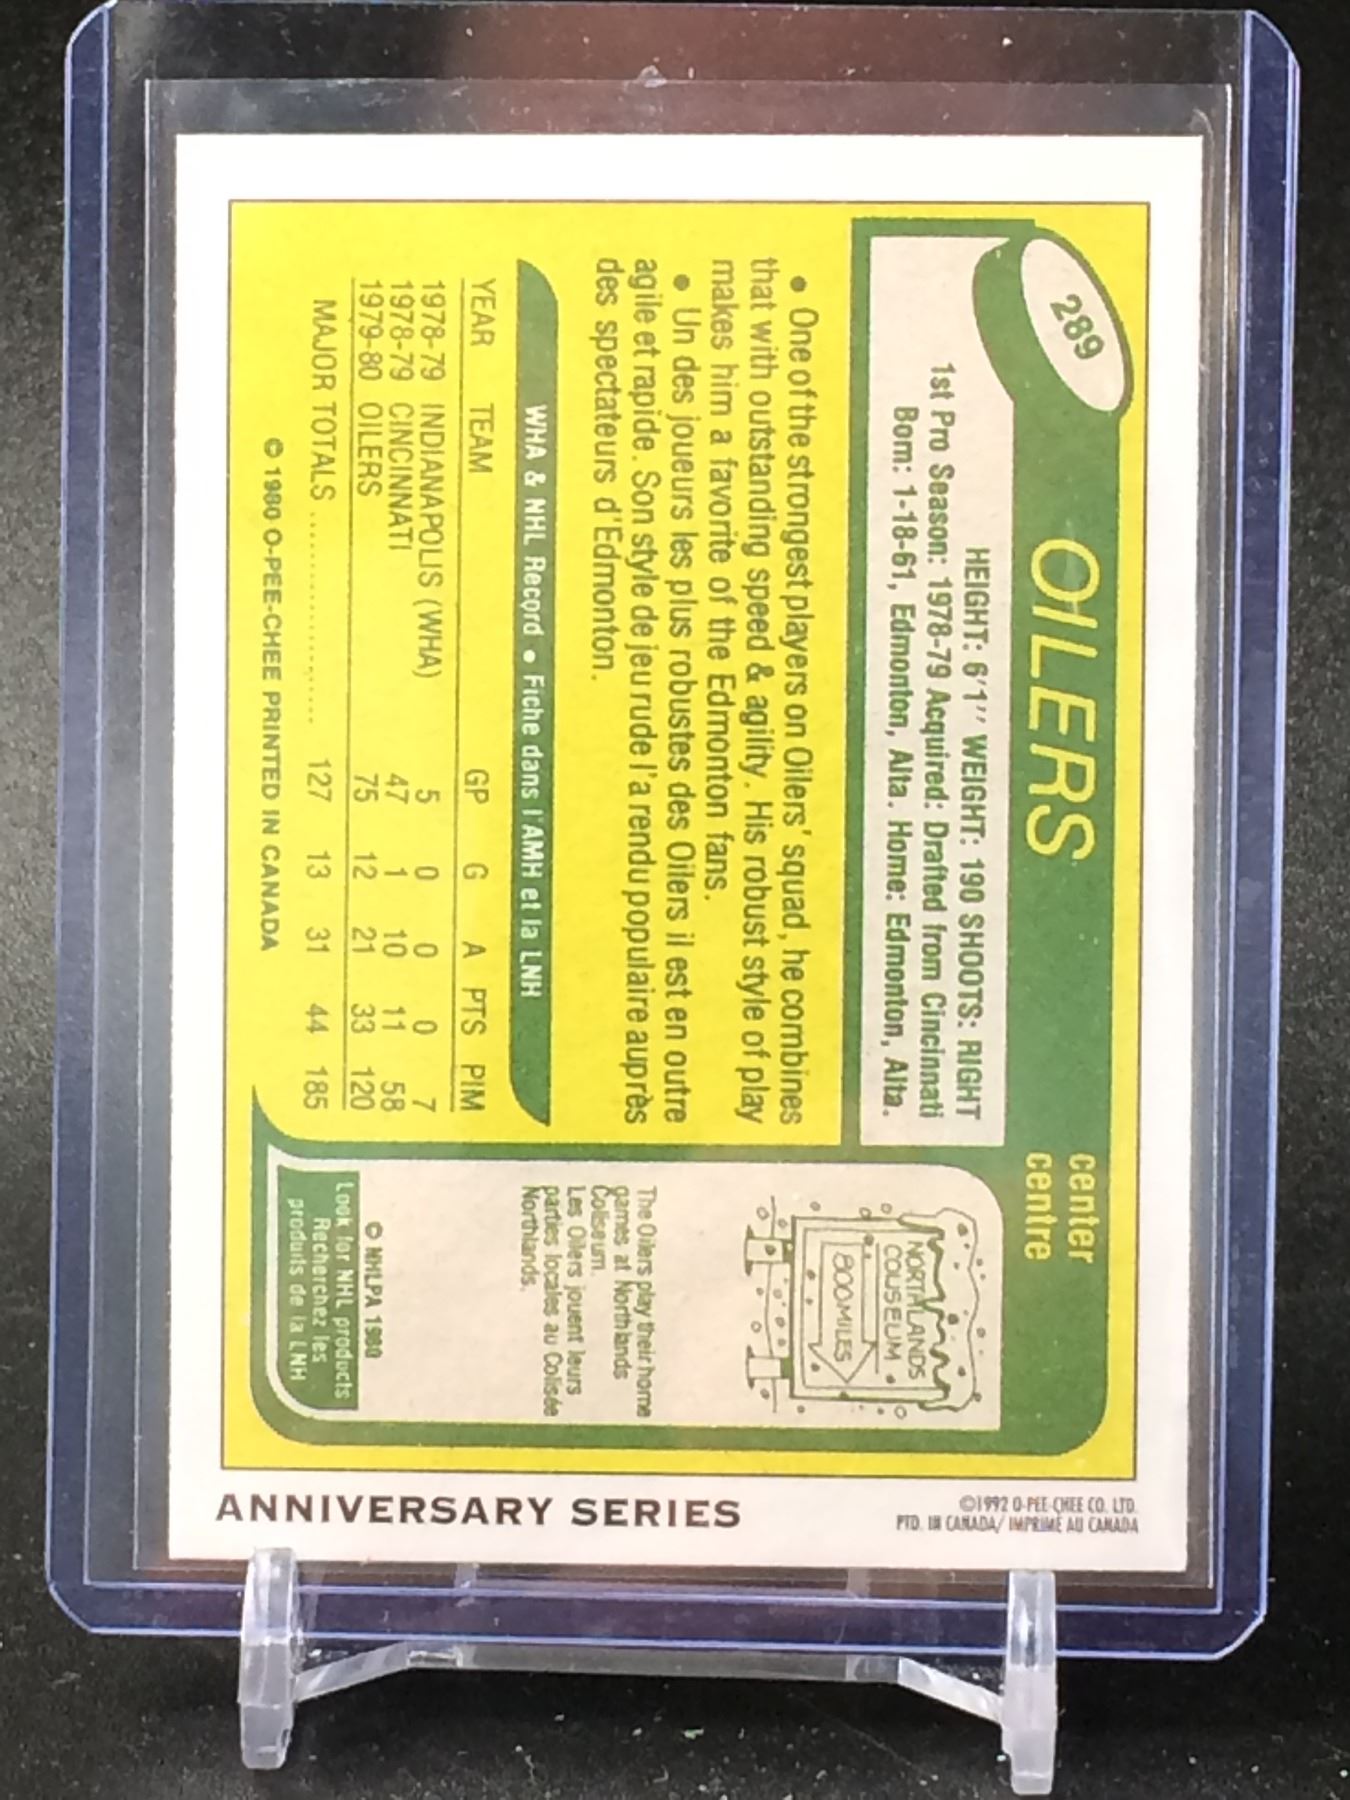 289
OILERS
center
centre
HEIGHT: 6'1'' WEIGHT: 190 SHOOTS: RIGHT
1st Pro Season: 1978-79 Acquired: Drafted from Cincinnati
Born: 1-18-61, Edmonton, Alta. Home: Edmonton, Alta.
• One of the strongest players on Oilers' squad, he combines
that with outstanding speed & agility. His robust style of play
makes him a favorite of the Edmonton fans.
• Un des joueurs les plus robustes des Oilers il est en outre
agile et rapide. Son style de jeu rude l'a rendu populaire auprès
des spectateurs d'Edmonton.
WHA & NHL Record • Fiche dans l'AMH et la LNH
YEAR TEAM GP G A PTS PIM
1978-79 INDIANAPOLIS (WHA) 5 0 0 0 7
1978-79 CINCINNATI 47 1 10 11 58
1979-80 OILERS 75 12 21 33 120
MAJOR TOTALS .................... 127 13 31 44 185
© 1980 O-PEE-CHEE PRINTED IN CANADA
NORTHLANDS
COLISEUM
800 MILES
The Oilers play their home
games at Northlands
Coliseum.
Les Oilers jouent leurs
parties locales au Colisée
Northlands.
© NHLPA 1980
Look for NHL products
Recherchez les
produits de la LNH
ANNIVERSARY SERIES
©1992 O-PEE-CHEE CO. LTD.
PTD. IN CANADA/ IMPRIMÉ AU CANADA